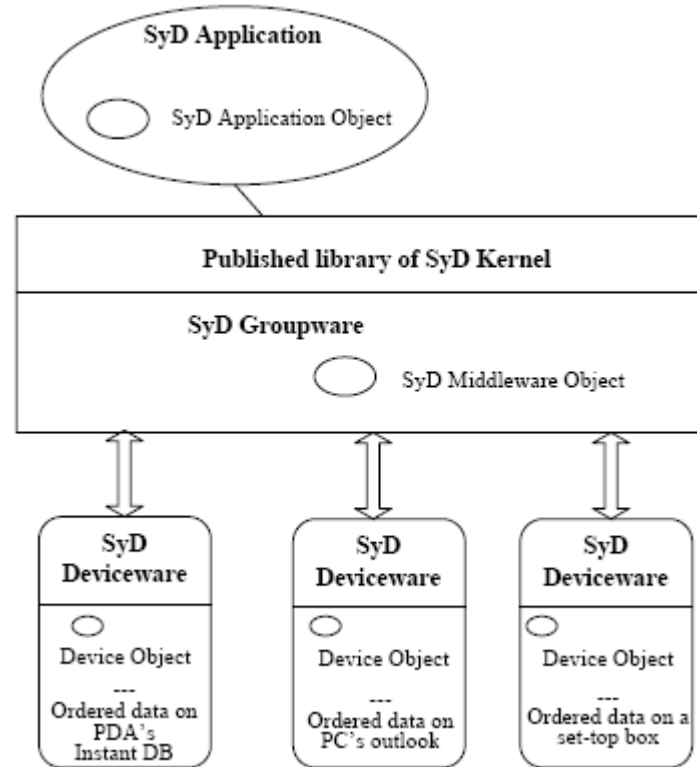 SyD Application
SyD Application Object
Published library of SyD Kernel
SyD Groupware
SyD Middleware Object
SyD
Deviceware
Device Object
---
Ordered data on
PDA's
Instant DB
SyD
Deviceware
Device Object
---
Ordered data on
PC's outlook
SyD
Deviceware
Device Object
---
Ordered data on a
set-top box